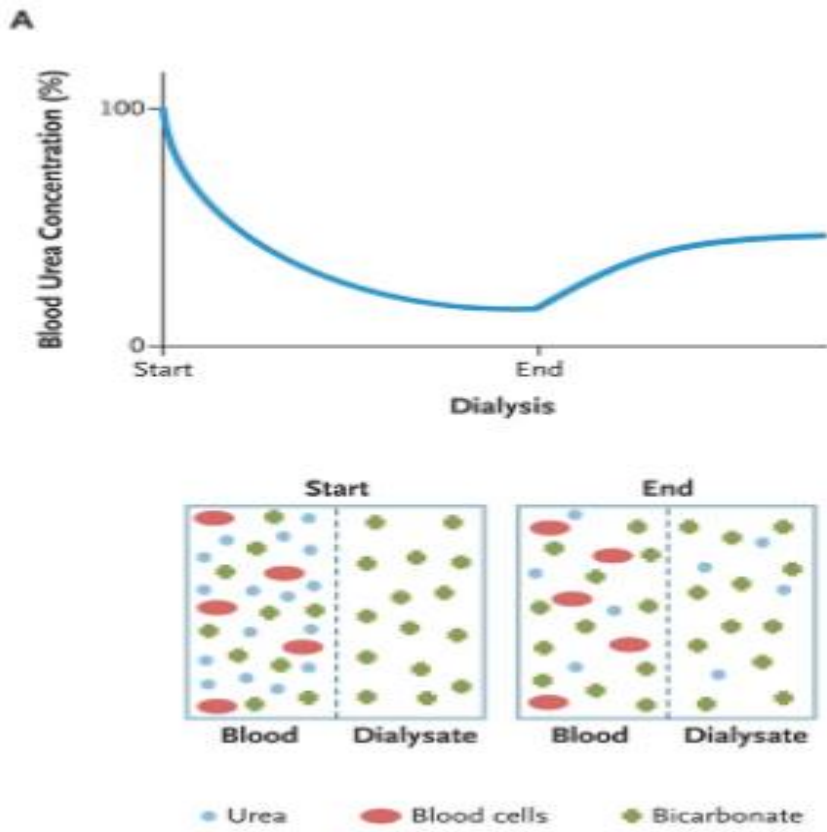 A
Blood Urea Concentration (%)
100
0
Start End
Dialysis
Start End
Blood Dialysate Blood Dialysate
Urea Blood cells Bicarbonate